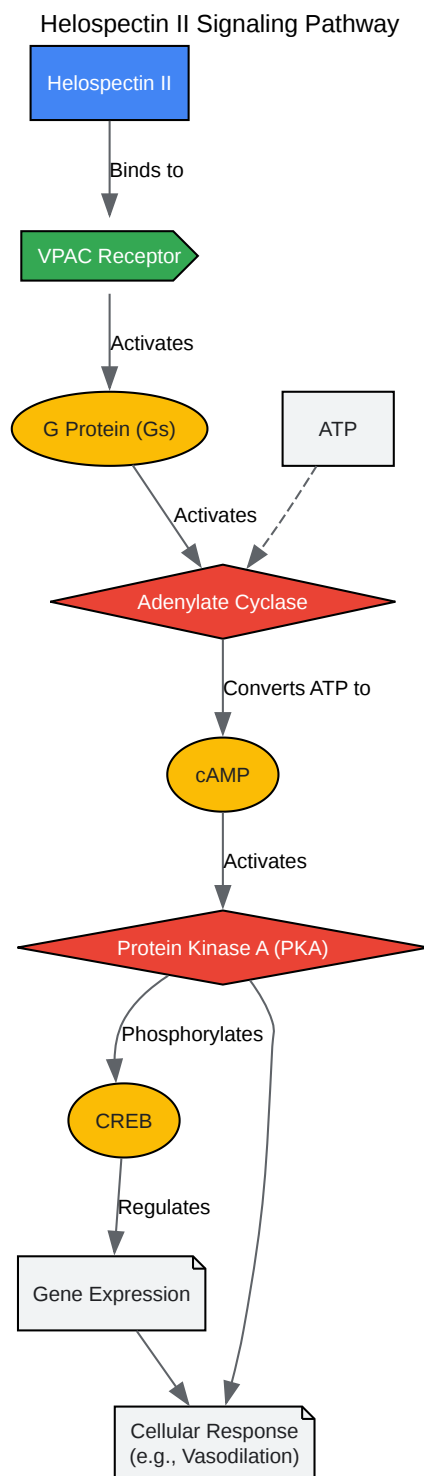 Helospectin II Signaling Pathway
Helospectin II
Binds to
VPAC Receptor
Activates
G Protein (Gs)
ATP
Activates
Adenylate Cyclase
Converts ATP to
cAMP
Activates
Protein Kinase A (PKA)
Phosphorylates
CREB
Regulates
Gene Expression
Cellular Response
(e.g., Vasodilation)